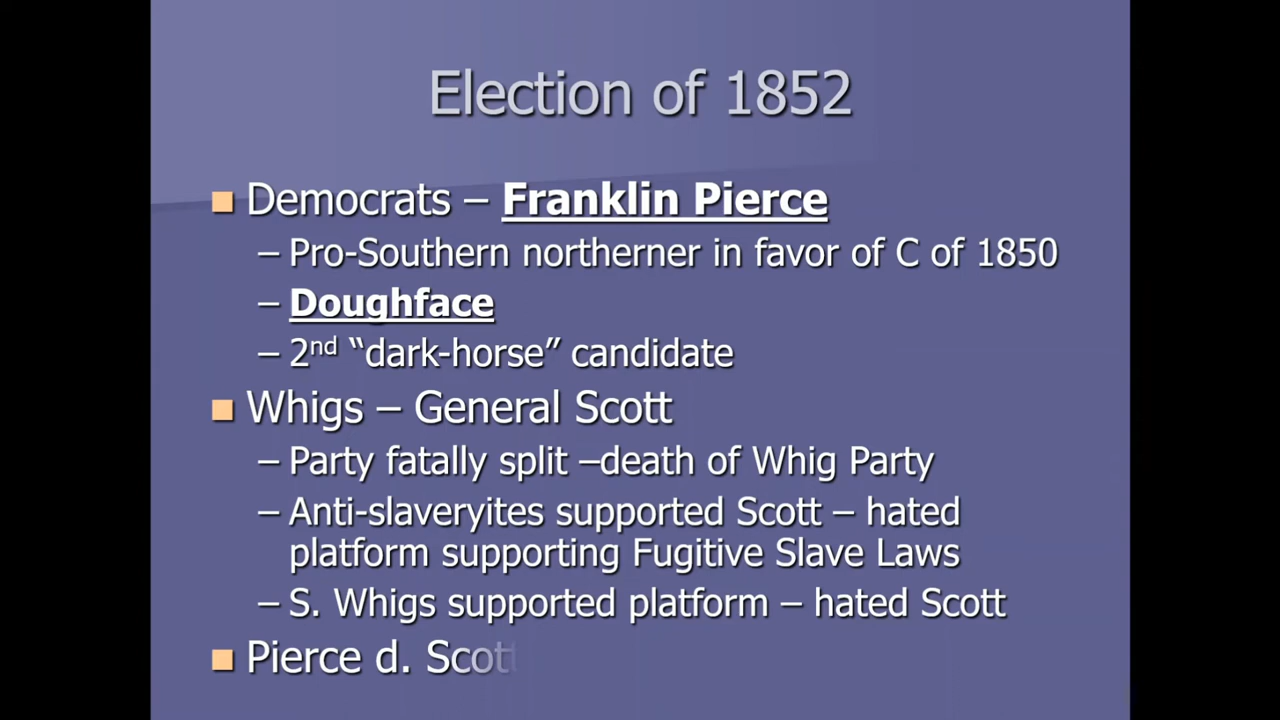 Election of 1852
Democrats – Franklin Pierce
– Pro-Southern northerner in favor of C of 1850
– Doughface
– 2nd “dark-horse” candidate
Whigs – General Scott
– Party fatally split –death of Whig Party
– Anti-slaveryites supported Scott – hated
platform supporting Fugitive Slave Laws
– S. Whigs supported platform – hated Scott
Pierce d. Scott